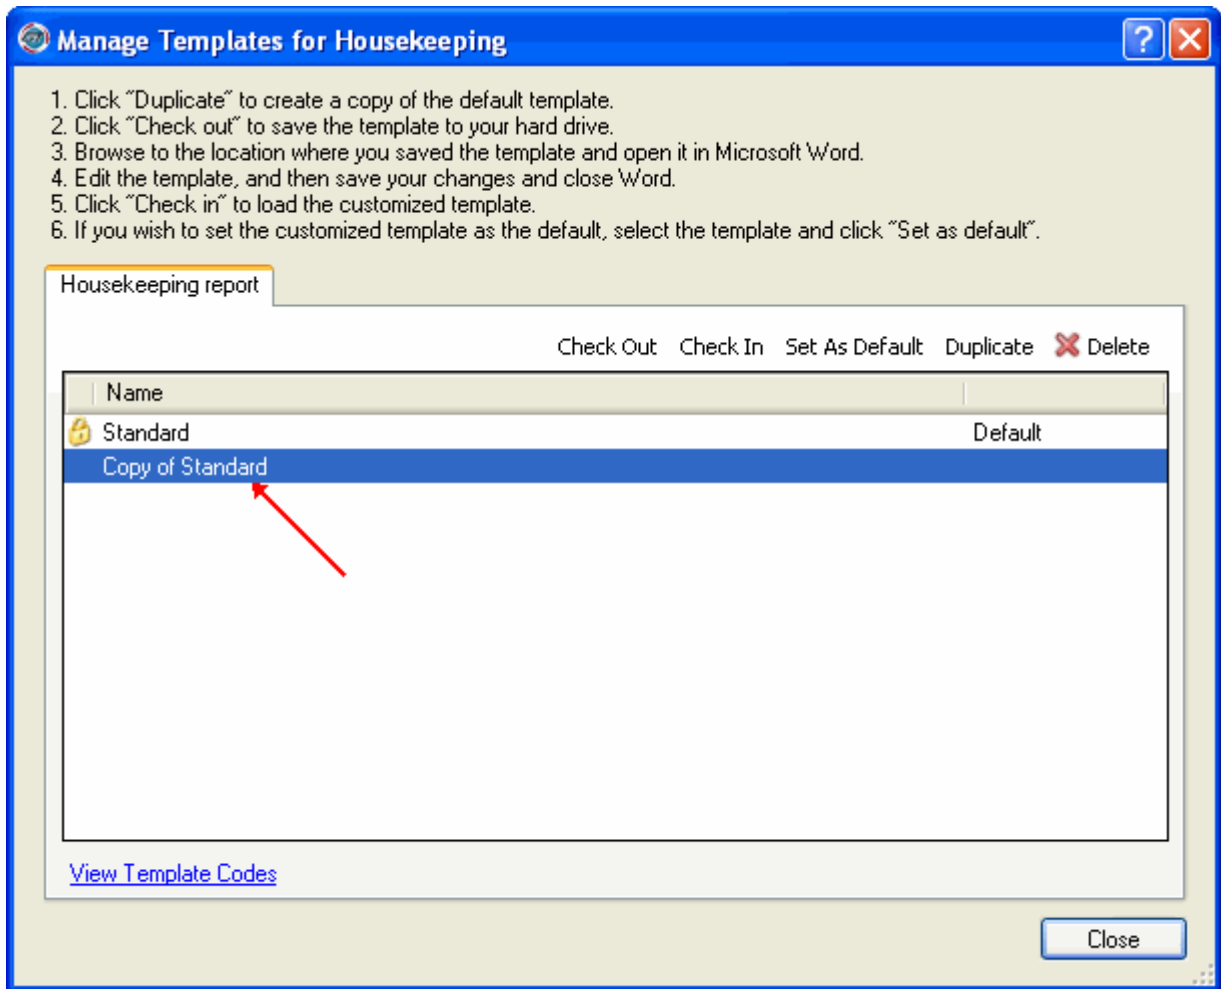 Manage Templates for Housekeeping
1. Click "Duplicate" to create a copy of the default template.
2. Click "Check out" to save the template to your hard drive.
3. Browse to the location where you saved the template and open it in Microsoft Word.
4. Edit the template, and then save your changes and close Word.
5. Click "Check in" to load the customized template.
6. If you wish to set the customized template as the default, select the template and click "Set as default".
Housekeeping report
Check Out Check In Set As Default Duplicate Delete
Name
Standard Default
Copy of Standard
View Template Codes
Close